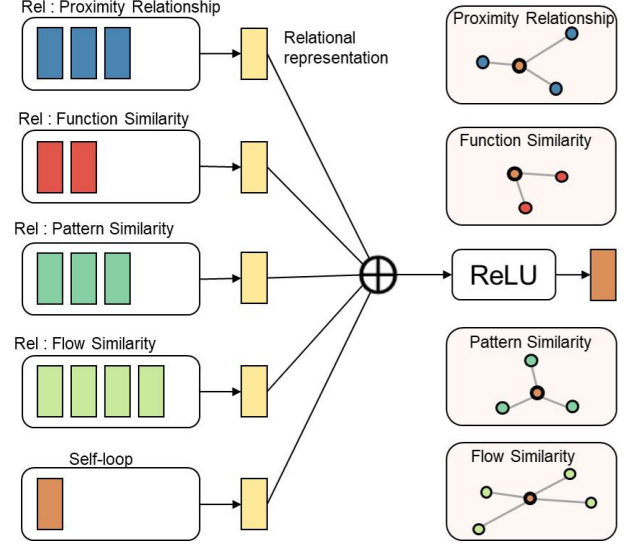 Rel : Proximity Relationship
Relational
representation
Rel : Function Similarity
Rel : Pattern Similarity
Rel : Flow Similarity
Self-loop
ReLU
Proximity Relationship
Function Similarity
Pattern Similarity
Flow Similarity